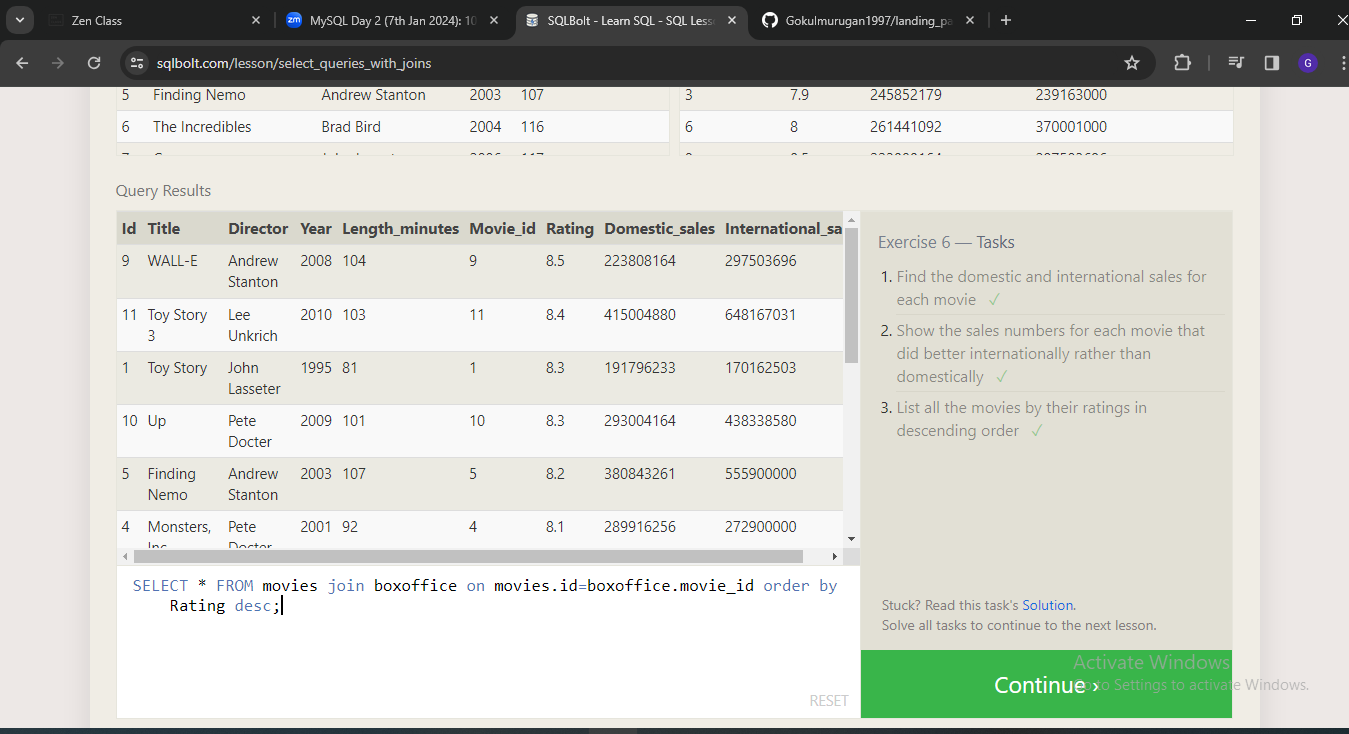 Zen Class
MySQL Day 2 (7th Jan 2024): 10
SQLBolt - Learn SQL - SQL Less
Gokulmurugan1997/landing_pa
sqlbolt.com/lesson/select_queries_with_joins
G
5 Finding Nemo Andrew Stanton 2003 107
3 7.9 245852179 239163000
6 The Incredibles Brad Bird 2004 116
6 8 261441092 370001000
Query Results
Id Title Director Year Length_minutes Movie_id Rating Domestic_sales International_sa
9 WALL-E Andrew Stanton 2008 104 9 8.5 223808164 297503696
11 Toy Story 3 Lee Unkrich 2010 103 11 8.4 415004880 648167031
1 Toy Story John Lasseter 1995 81 1 8.3 191796233 170162503
10 Up Pete Docter 2009 101 10 8.3 293004164 438338580
5 Finding Nemo Andrew Stanton 2003 107 5 8.2 380843261 555900000
4 Monsters, Inc Pete Docter 2001 92 4 8.1 289916256 272900000
SELECT * FROM movies join boxoffice on movies.id=boxoffice.movie_id order by
Rating desc;
RESET
Exercise 6 — Tasks
1. Find the domestic and international sales for
each movie ✓
2. Show the sales numbers for each movie that
did better internationally rather than
domestically ✓
3. List all the movies by their ratings in
descending order ✓
Stuck? Read this task's Solution.
Solve all tasks to continue to the next lesson.
Continue ›
Activate Windows
Go to Settings to activate Windows.